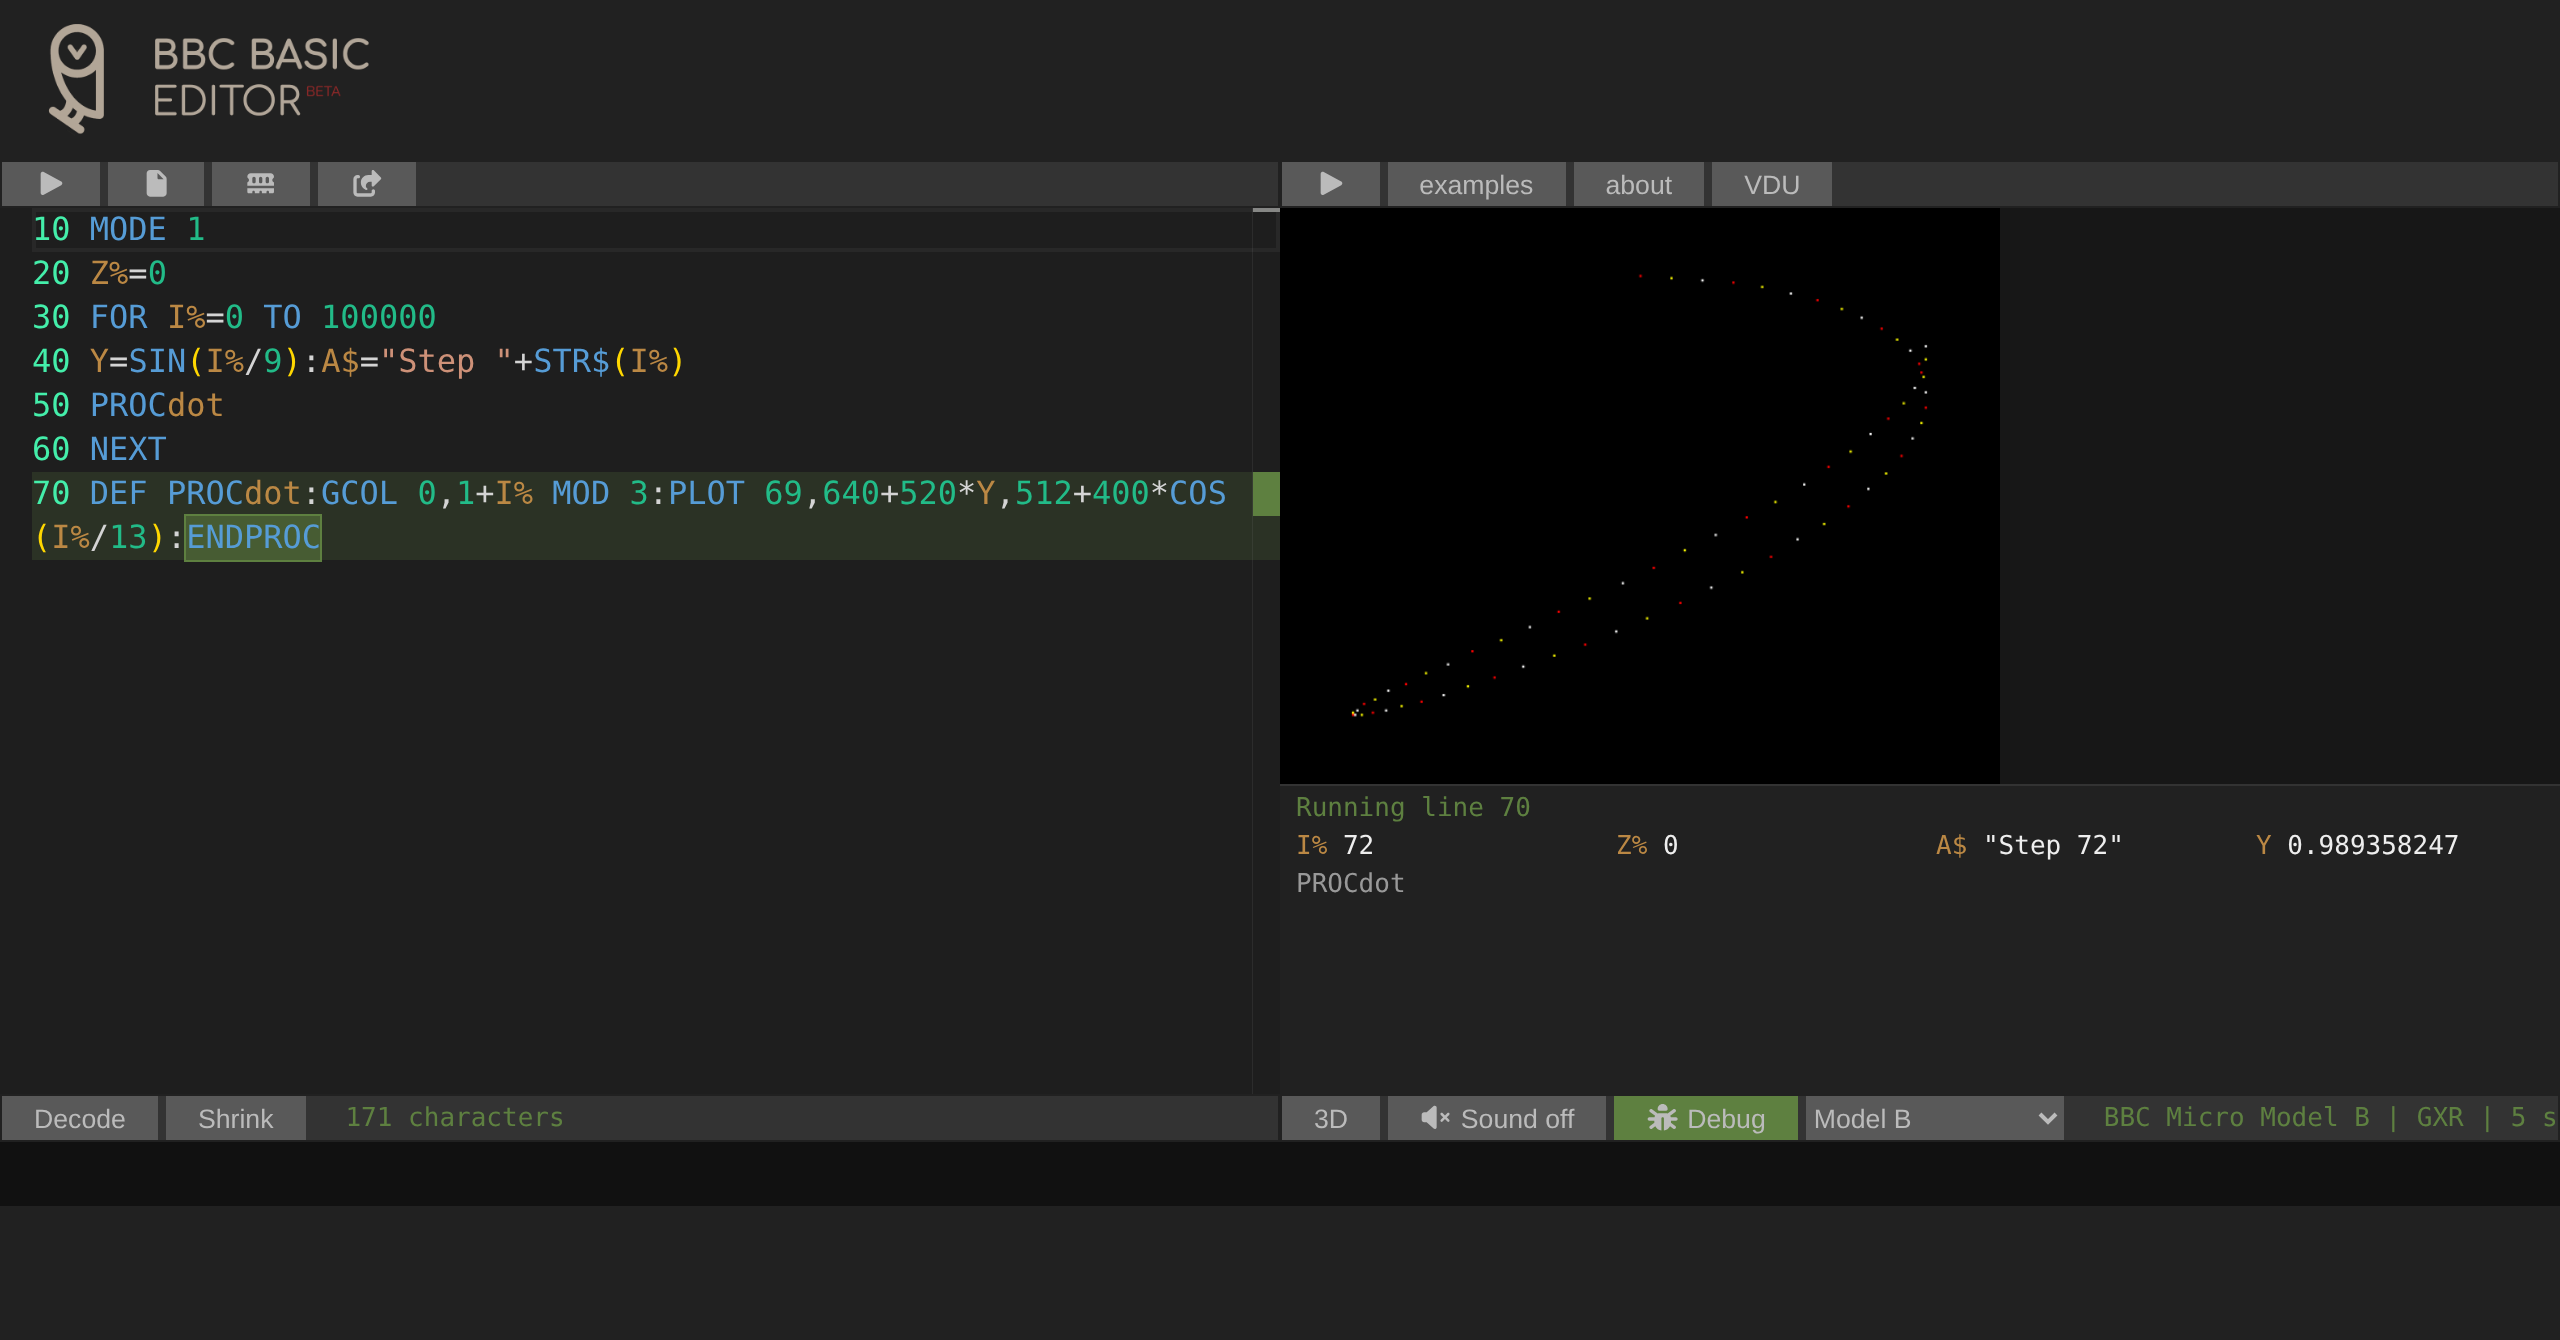 BBC BASIC
EDITOR BETA
examples about VDU
10 MODE 1
20 Z%=0
30 FOR I%=0 TO 100000
40 Y=SIN(I%/9):A$="Step "+STR$(I%)
50 PROCdot
60 NEXT
70 DEF PROCdot:GCOL 0,1+I% MOD 3:PLOT 69,640+520*Y,512+400*COS
(I%/13):ENDPROC
Running line 70
I% 72 Z% 0 A$ "Step 72" Y 0.989358247
PROCdot
Decode Shrink 171 characters
3D Sound off Debug Model B BBC Micro Model B | GXR | 5 s